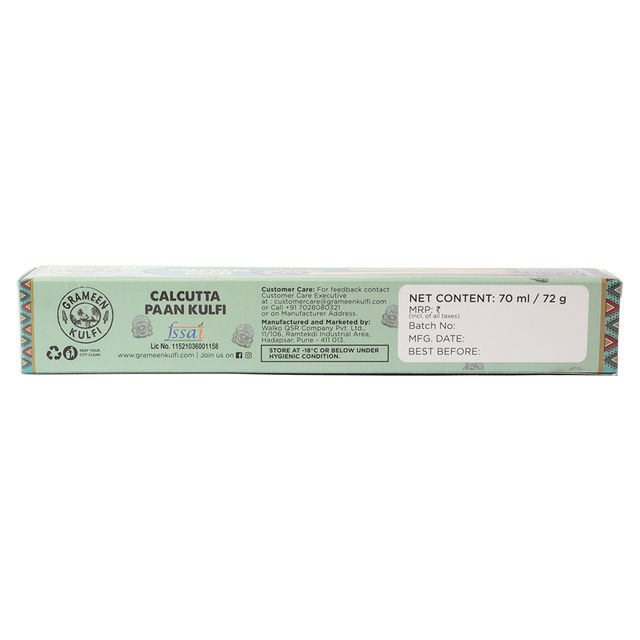 GRAMEEN
KULFI
KEEP YOUR
CITY CLEAN
CALCUTTA
PAAN KULFI
fssai
Lic No. 11521036001158
www.grameenkulfi.com | Join us on
Customer Care: For feedback contact
Customer Care Executive
at : customercare@grameenkulfi.com
or Call +91 7028080321
or on Manufacturer Address.
Manufactured and Marketed by:
Walko QSR Company Pvt. Ltd.,
11/106, Ramtekdi Industrial Area,
Hadapsar, Pune - 411 013.
STORE AT -18°C OR BELOW UNDER
HYGIENIC CONDITION.
NET CONTENT: 70 ml / 72 g
MRP: ₹
(Incl. of all taxes)
Batch No:
MFG. DATE:
BEST BEFORE: